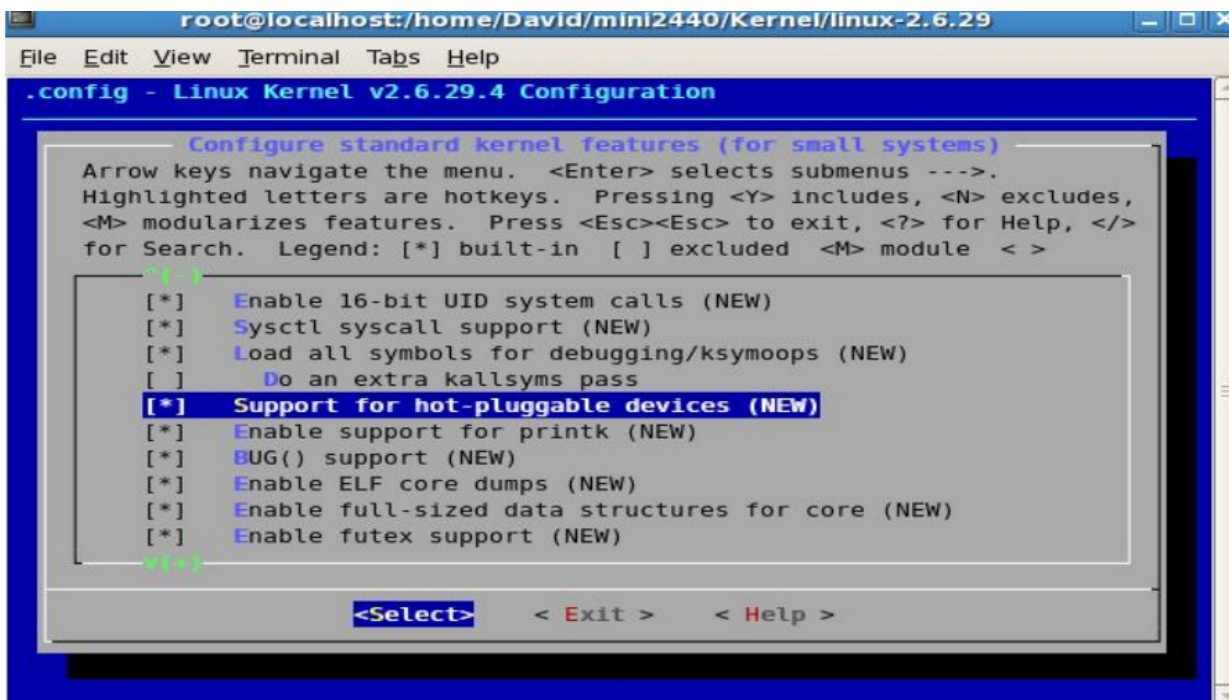 root@localhost:/home/David/mini2440/Kernel/linux-2.6.29
File Edit View Terminal Tabs Help
.config - Linux Kernel v2.6.29.4 Configuration
Configure standard kernel features (for small systems)
Arrow keys navigate the menu. <Enter> selects submenus --->.
Highlighted letters are hotkeys. Pressing <Y> includes, <N> excludes,
<M> modularizes features. Press <Esc><Esc> to exit, <?> for Help, </>
for Search. Legend: [*] built-in [ ] excluded <M> module < >
^(-)
[*] Enable 16-bit UID system calls (NEW)
[*] Sysctl syscall support (NEW)
[*] Load all symbols for debugging/ksymoops (NEW)
[ ] Do an extra kallsyms pass
[*] Support for hot-pluggable devices (NEW)
[*] Enable support for printk (NEW)
[*] BUG() support (NEW)
[*] Enable ELF core dumps (NEW)
[*] Enable full-sized data structures for core (NEW)
[*] Enable futex support (NEW)
v(+)
<Select> < Exit > < Help >